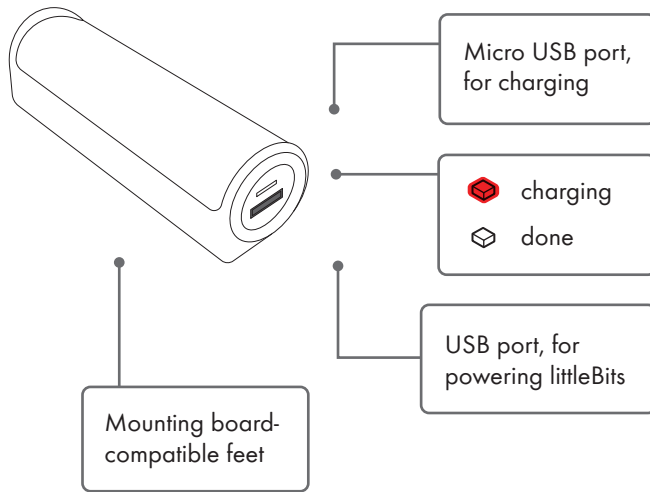 Micro USB port,
for charging
charging
done
USB port, for
powering littleBits
Mounting board-
compatible feet